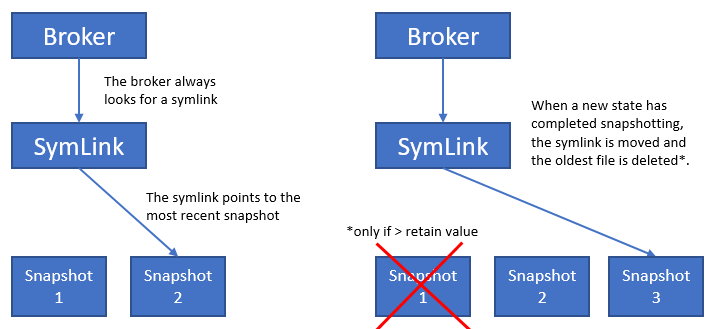 Broker
The broker always
looks for a symlink
SymLink
The symlink points to the
most recent snapshot
Snapshot
1
Snapshot
2
Broker
When a new state has
completed snapshotting,
the symlink is moved and
the oldest file is deleted*.
SymLink
*only if > retain value
Snapshot
1
Snapshot
2
Snapshot
3